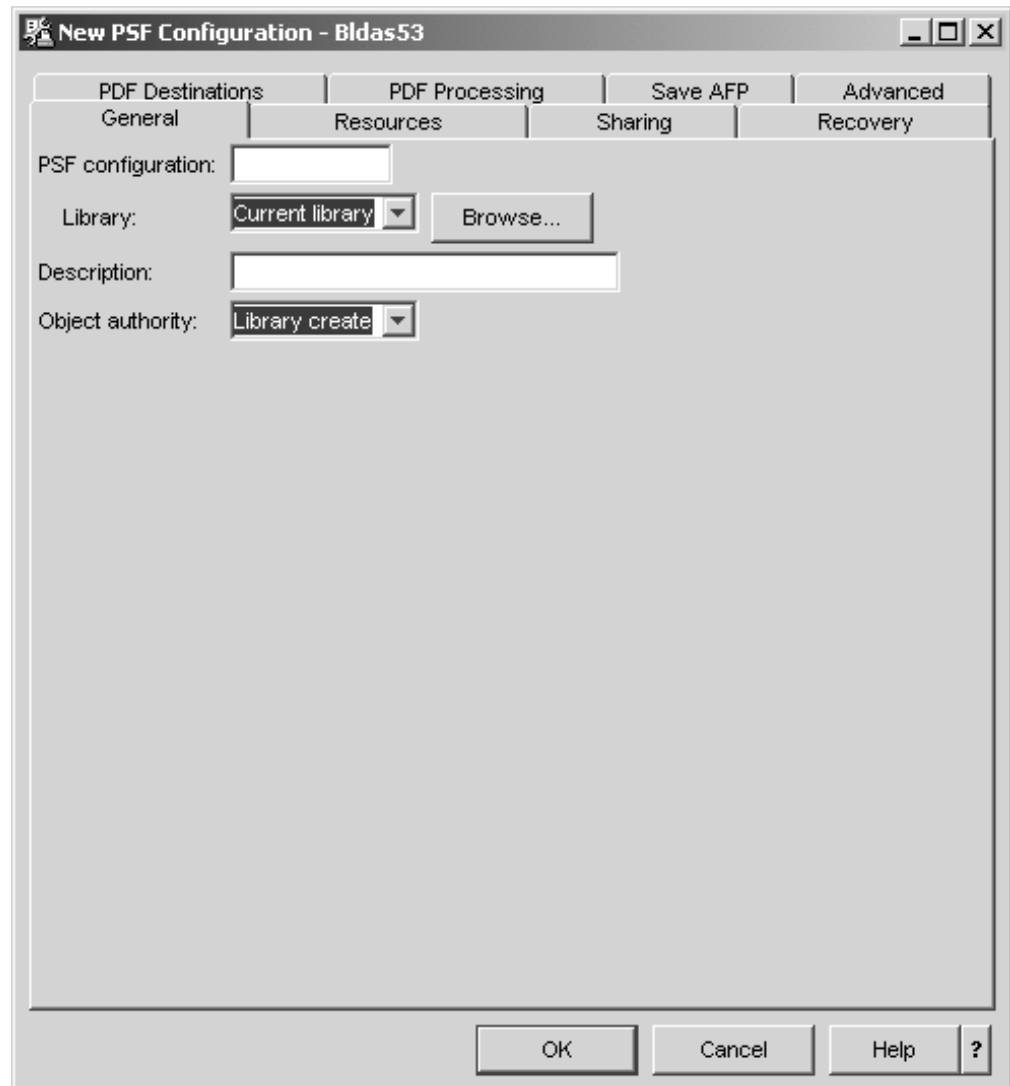 New PSF Configuration - Bldas53
PDF Destinations PDF Processing Save AFP Advanced
General Resources Sharing Recovery
PSF configuration:
Library: Current library Browse...
Description:
Object authority: Library create
OK Cancel Help ?